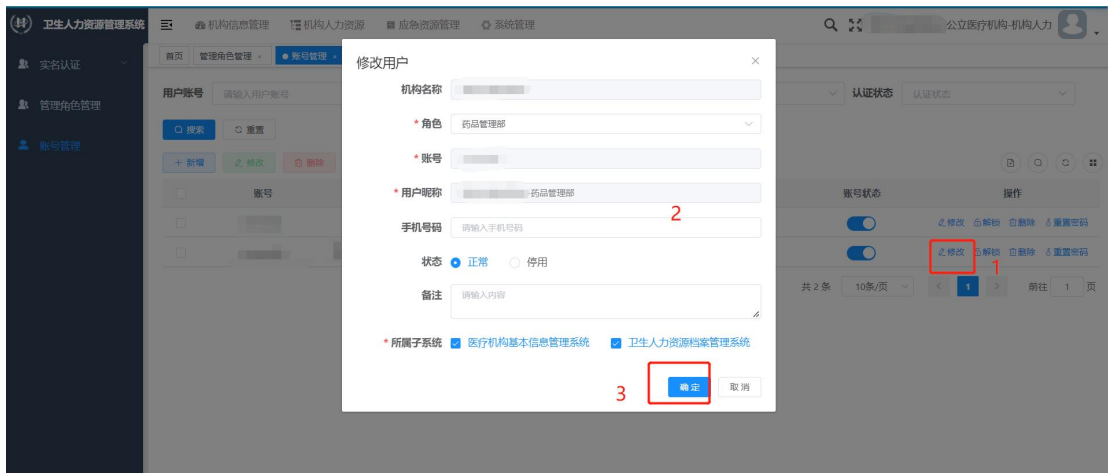 卫生人力资源管理系统 机构信息管理 机构人力资源 应急资源管理 系统管理 公立医疗机构-机构人力
实名认证
管理角色管理
账号管理
首页 管理角色管理 × 账号管理 ×
用户账号 请输入用户账号 认证状态 认证状态
搜索 重置
+ 新增 修改 删除
账号 账号状态 操作
修改 解锁 删除 重置密码
修改 解锁 删除 重置密码
1
共 2 条 10条/页 < 1 > 前往 1 页
修改用户 ×
机构名称
* 角色 药品管理部
* 账号
* 用户昵称 -药品管理部
2
手机号码 请输入手机号码
状态 正常 停用
备注 请输入内容
* 所属子系统 医疗机构基本信息管理系统 卫生人力资源档案管理系统
3 确定 取消